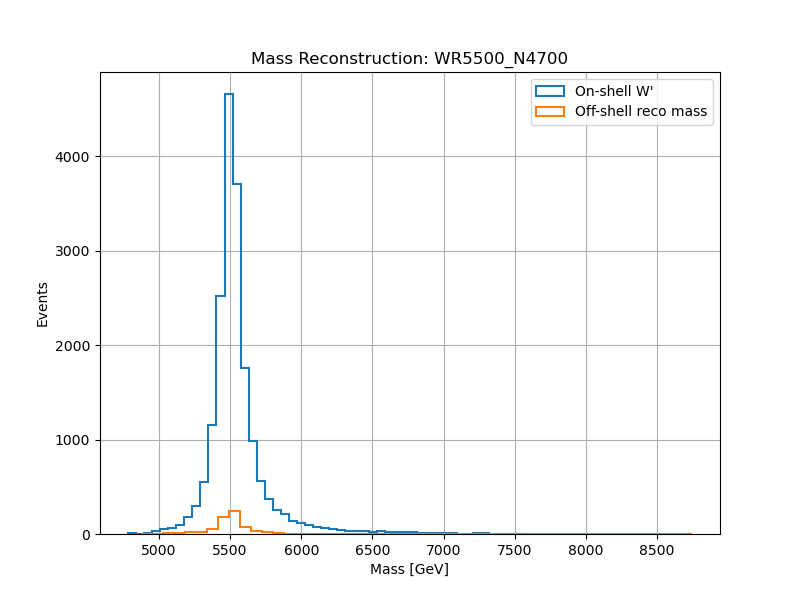 Mass Reconstruction: WR5500_N4700
On-shell W'
Off-shell reco mass
Events
4000
3000
2000
1000
0
5000 5500 6000 6500 7000 7500 8000 8500
Mass [GeV]